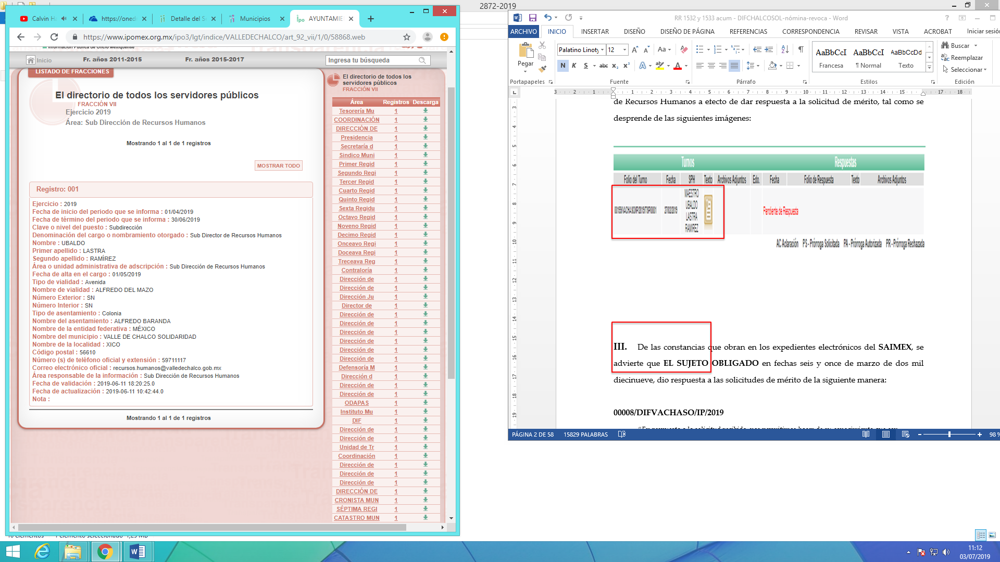 2872-2019
Calvin Ha
https://oned
Detalle del S
Municipios
AYUNTAMIE
https://www.ipomex.org.mx/ipo3/lgt/indice/VALLEDECHALCO/art_92_vii/1/0/58868.web
Información Pública de Oficio Mexiquense
Inicio
Fr. años 2011-2015
Fr. años 2015-2017
Ingresa tu búsqueda
LISTADO DE FRACCIONES
El directorio de todos los servidores públicos
FRACCIÓN VII
Ejercicio 2019
Área: Sub Dirección de Recursos Humanos
Mostrando 1 al 1 de 1 registros
MOSTRAR TODO
Registro: 001
Ejercicio : 2019
Fecha de inicio del periodo que se informa : 01/04/2019
Fecha de término del periodo que se informa : 30/06/2019
Clave o nivel del puesto : Subdirección
Denominación del cargo o nombramiento otorgado : Sub Director de Recursos Humanos
Nombre : UBALDO
Primer apellido : LASTRA
Segundo apellido : RAMÍREZ
Área o unidad administrativa de adscripción : Sub Dirección de Recursos Humanos
Fecha de alta en el cargo : 01/05/2019
Tipo de vialidad : Avenida
Nombre de vialidad : ALFREDO DEL MAZO
Número Exterior : SN
Número Interior : SN
Tipo de asentamiento : Colonia
Nombre del asentamiento : ALFREDO BARANDA
Nombre de la entidad federativa : MÉXICO
Nombre del municipio : VALLE DE CHALCO SOLIDARIDAD
Nombre de la localidad : XICO
Código postal : 56610
Número (s) de teléfono oficial y extensión : 59711117
Correo electrónico oficial : recursos.humanos@valledechalco.gob.mx
Área responsable de la información : Sub Dirección de Recursos Humanos
Fecha de validación : 2019-06-11 18:20:25.0
Fecha de actualización : 2019-06-11 10:42:44.0
Nota :
Mostrando 1 al 1 de 1 registros
El directorio de todos los
servidores públicos
FRACCIÓN VII
Área Registros Descarga
Tesorería Mu 1
COORDINACIÓN 1
DIRECCIÓN DE 1
Presidencia 1
Secretaría d 1
Sindico Muni 1
Primer Regid 1
Segundo Regi 1
Tercer Regid 1
Cuarto Regid 1
Quinto Regid 1
Sexta Regidu 1
Octavo Regid 1
Noveno Regid 1
Decimo Regid 1
Onceavo Regi 1
Doceava Regi 1
Treceava Reg 1
Contraloría 1
Dirección de 1
Dirección de 1
Dirección Ju 1
Director de 1
Dirección de 1
Dirección de 1
Dirección de 1
Dirección de 1
Dirección de 1
Dirección de 1
Defensoría M 1
Dirección d 1
Dirección de 1
Dirección de 1
ODAPAS 1
Instituto Mu 1
DIF 1
Dirección de 1
Dirección de 1
Unidad de Tr 1
Coordinación 1
Dirección de 1
Dirección de 1
Dirección de 1
DIRECCIÓN DE 1
CRONISTA MUN 1
SÉPTIMA REGI 1
CATASTRO MUN 1
RR 1532 y 1533 acum - DIFCHALCOSOL-nómina-revoca - Word
ARCHIVO INICIO INSERTAR DISEÑO DISEÑO DE PÁGINA REFERENCIAS CORRESPONDENCIA REVISAR VISTA ACROBAT Iniciar sesió
Pegar
Palatino Linoty 12
AaBbCcI AaBbCcI AaBbCcDd
Francesa ¶ Normal Texto
Buscar
Reemplazar
Seleccionar
Portapapeles Fuente Párrafo Estilos Edición
de Recursos Humanos a efecto de dar respuesta a la solicitud de mérito, tal como se
desprende de las siguientes imágenes:
Turnos Respuestas
Folio del Turno Fecha SPH Texto Archivos Adjuntos Edo. Fecha Folio de Respuesta Texto Archivos Adjuntos
00155/VACHASO/IP/2019/TSP/0001 27/02/2019 MAESTRO UBALDO LASTRA RAMIREZ Pendiente de Respuesta
AC Aclaración PS - Prórroga Solicitada PA - Prórroga Autorizada PR - Prórroga Rechazada
III. De las constancias que obran en los expedientes electrónicos del SAIMEX, se
advierte que EL SUJETO OBLIGADO en fechas seis y once de marzo de dos mil
diecinueve, dio respuesta a las solicitudes de mérito de la siguiente manera:
00008/DIFVACHASO/IP/2019
PÁGINA 2 DE 58 15829 PALABRAS 98 %
11:12
03/07/2019